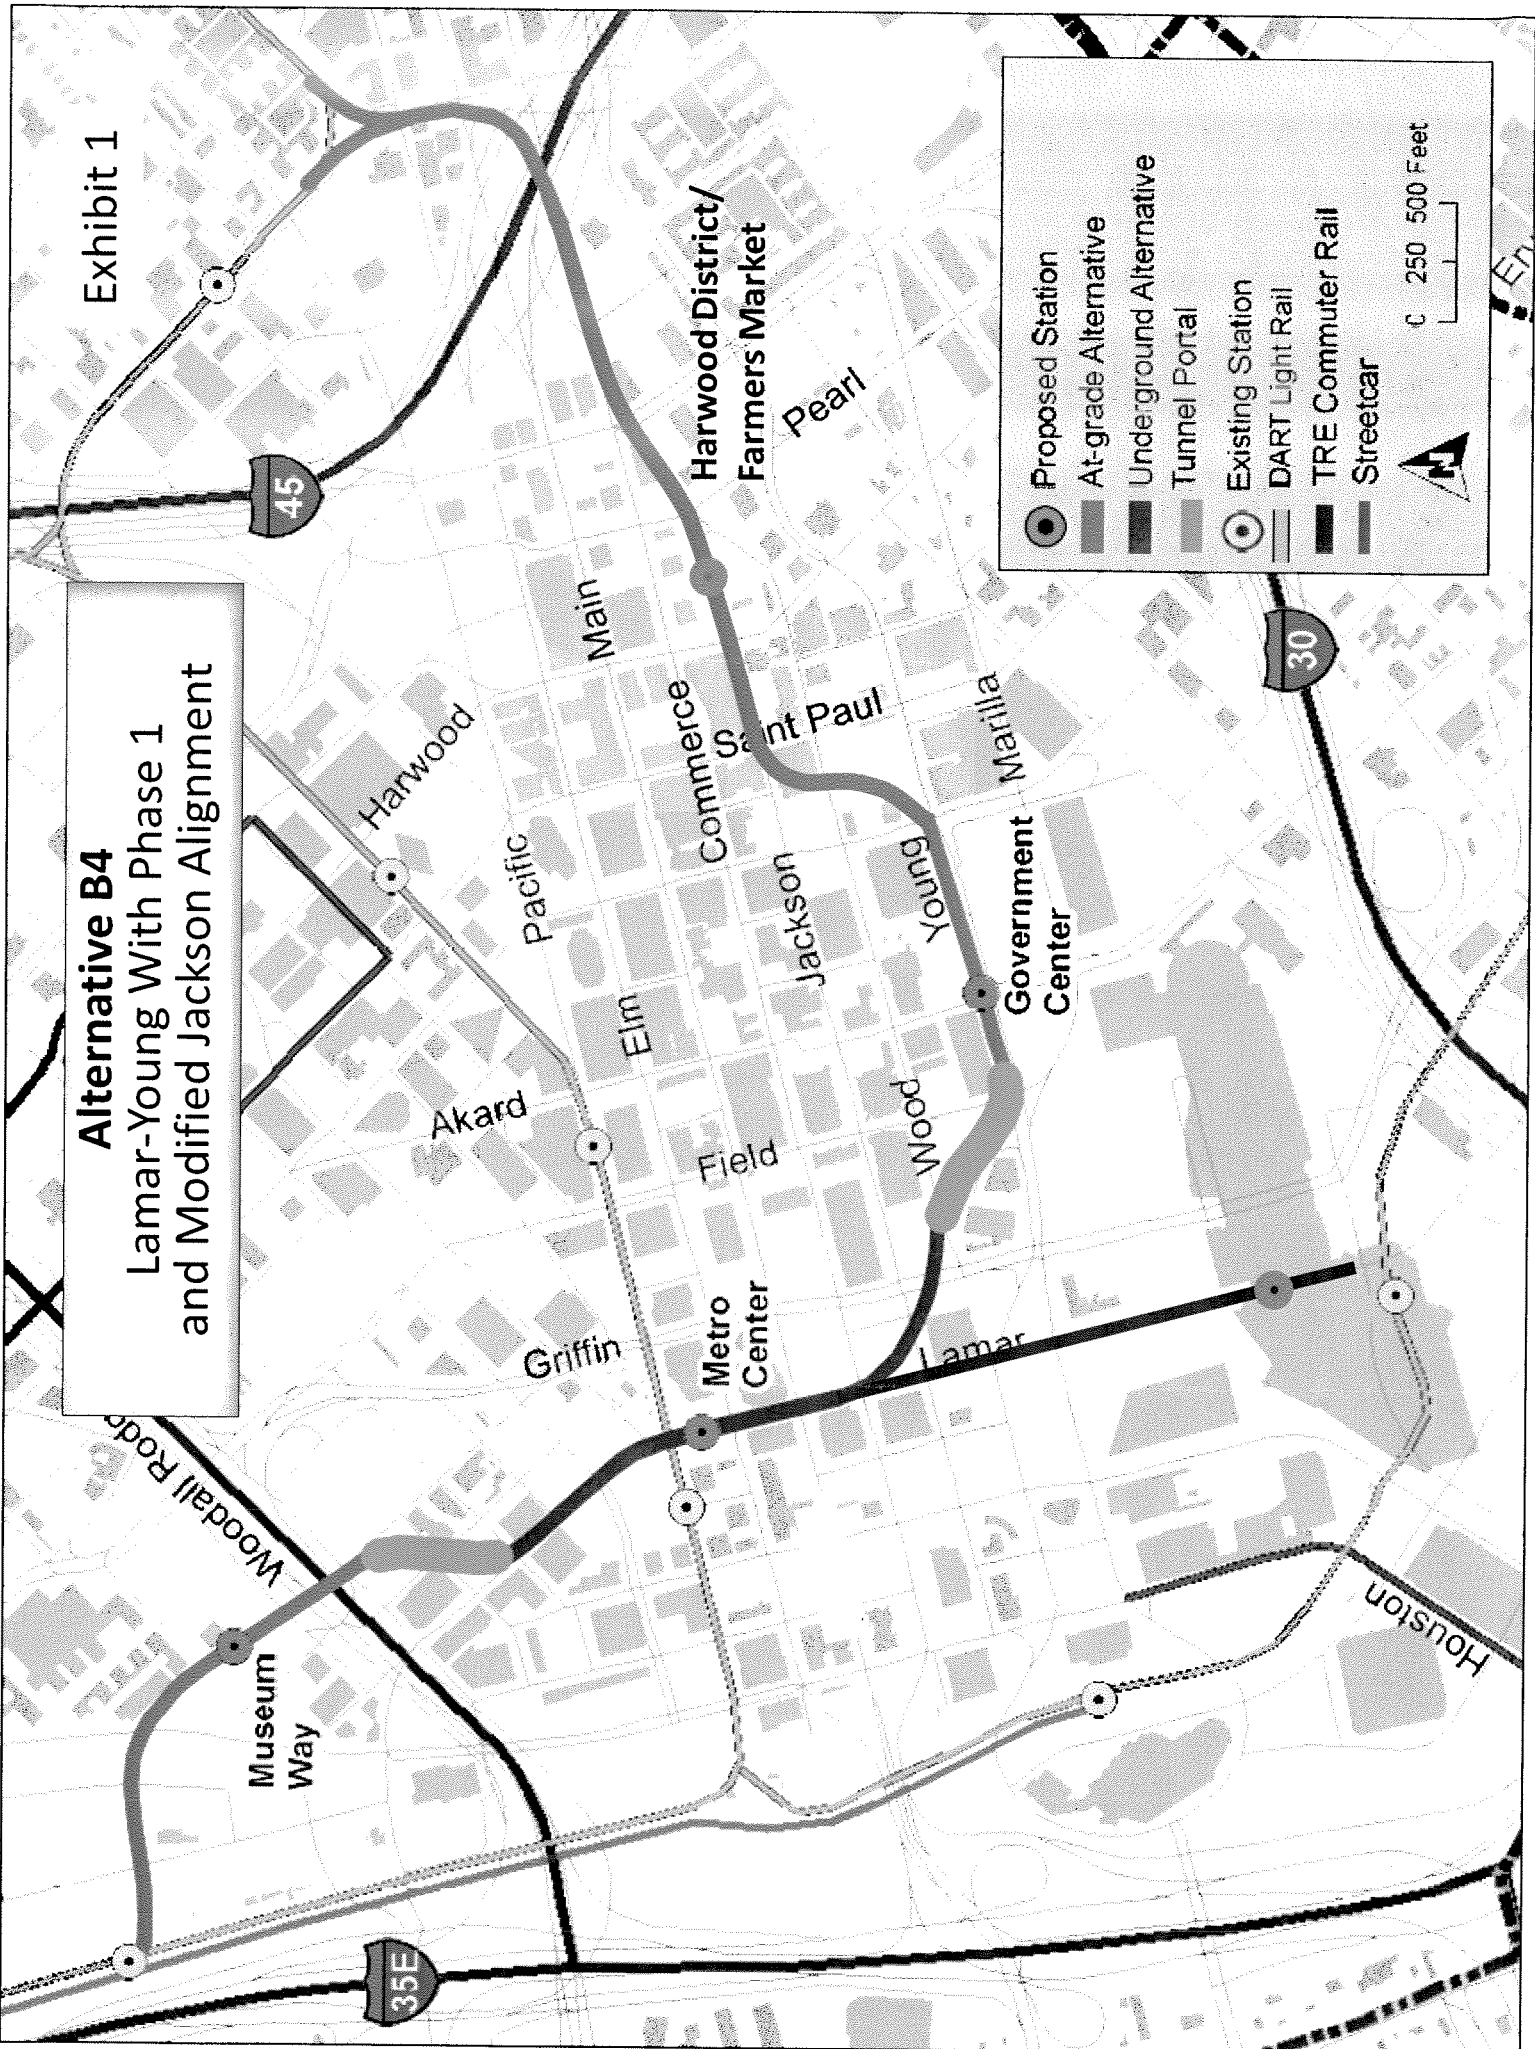 Exhibit 1
Alternative B4
Lamar-Young With Phase 1
and Modified Jackson Alignment
45
Harwood
Main
Pacific
Commerce
Saint Paul
Harwood District/
Farmers Market
Pearl
Marilla
Elm
Jackson
Young
Government
Center
Akard
Field
Wood
Griffin
Metro
Center
Lamar
Woodall
Museum
Way
Houston
35E
30
Proposed Station
At-grade Alternative
Underground Alternative
Tunnel Portal
Existing Station
DART Light Rail
TRE Commuter Rail
Streetcar
N
250 500 Feet